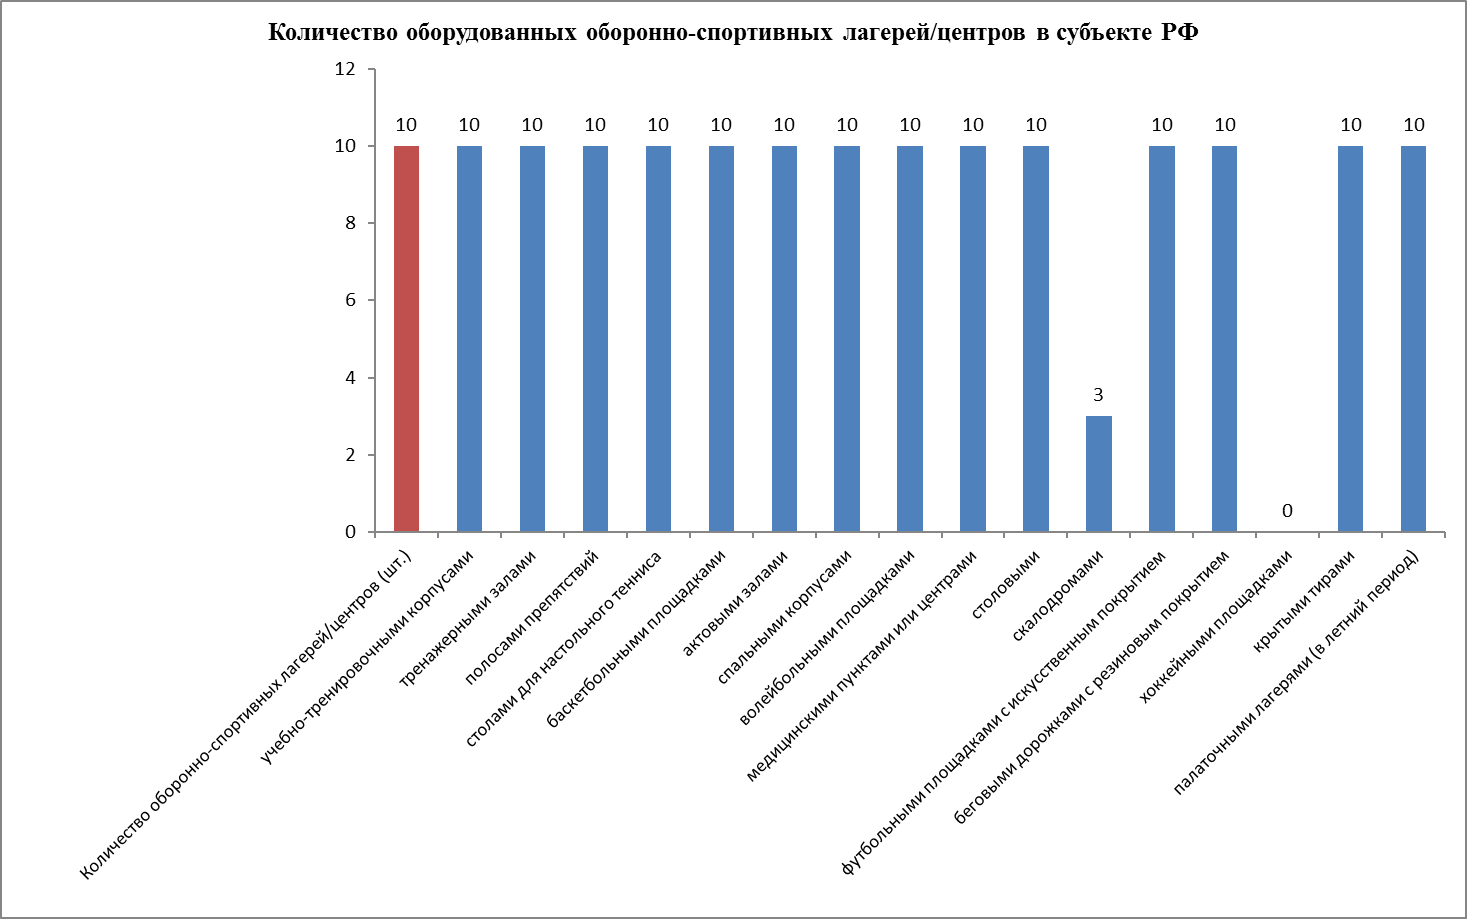 Количество оборудованных оборонно-спортивных лагерей/центров в субъекте РФ
12
10
8
6
4
2
0
10
10
10
10
10
10
10
10
10
10
10
3
10
10
0
10
10
Количество оборонно-спортивных лагерей/центров (шт.)
учебно-тренировочными корпусами
тренажерными залами
полосами препятствий
столами для настольного тенниса
баскетбольными площадками
актовыми залами
спальными корпусами
волейбольными площадками
медицинскими пунктами или центрами
столовыми
скалодромами
футбольными площадками с искусственным покрытием
беговыми дорожками с резиновым покрытием
хоккейными площадками
крытыми тирами
палаточными лагерями (в летний период)